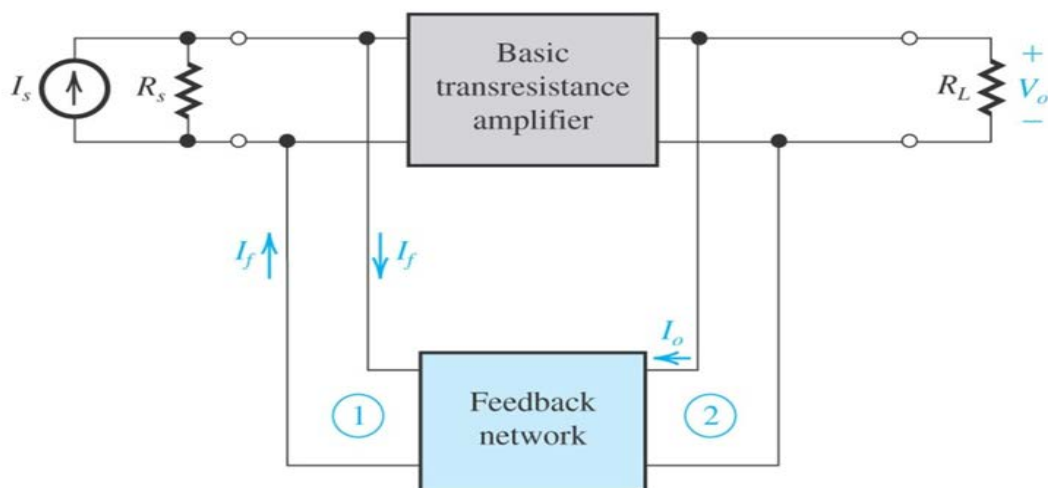 Basic
transresistance
amplifier
I_s
R_s
R_L
+
V_o
−
I_f
I_f
I_o
1
Feedback
network
2